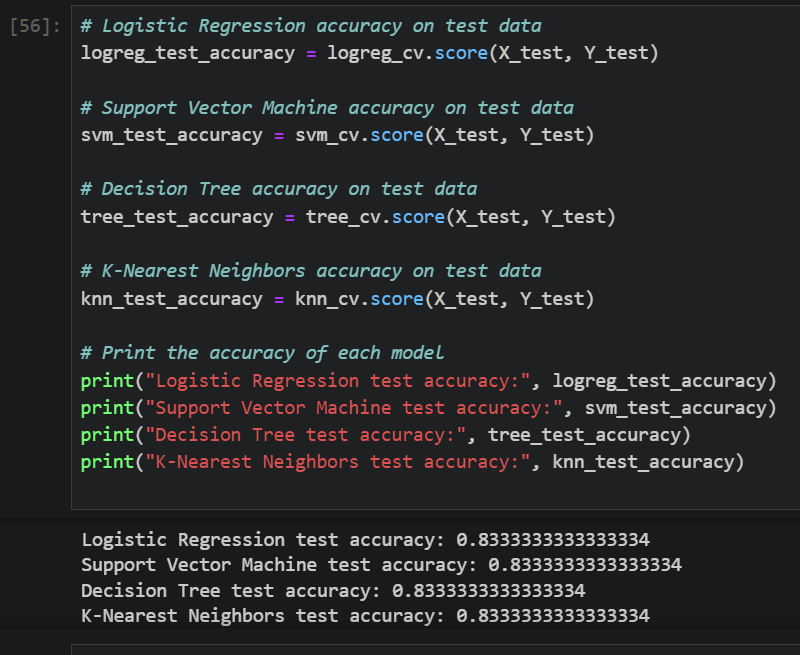 [56]:
# Logistic Regression accuracy on test data
logreg_test_accuracy = logreg_cv.score(X_test, Y_test)
# Support Vector Machine accuracy on test data
svm_test_accuracy = svm_cv.score(X_test, Y_test)
# Decision Tree accuracy on test data
tree_test_accuracy = tree_cv.score(X_test, Y_test)
# K-Nearest Neighbors accuracy on test data
knn_test_accuracy = knn_cv.score(X_test, Y_test)
# Print the accuracy of each model
print("Logistic Regression test accuracy:", logreg_test_accuracy)
print("Support Vector Machine test accuracy:", svm_test_accuracy)
print("Decision Tree test accuracy:", tree_test_accuracy)
print("K-Nearest Neighbors test accuracy:", knn_test_accuracy)
Logistic Regression test accuracy: 0.8333333333333334
Support Vector Machine test accuracy: 0.8333333333333334
Decision Tree test accuracy: 0.8333333333333334
K-Nearest Neighbors test accuracy: 0.8333333333333334